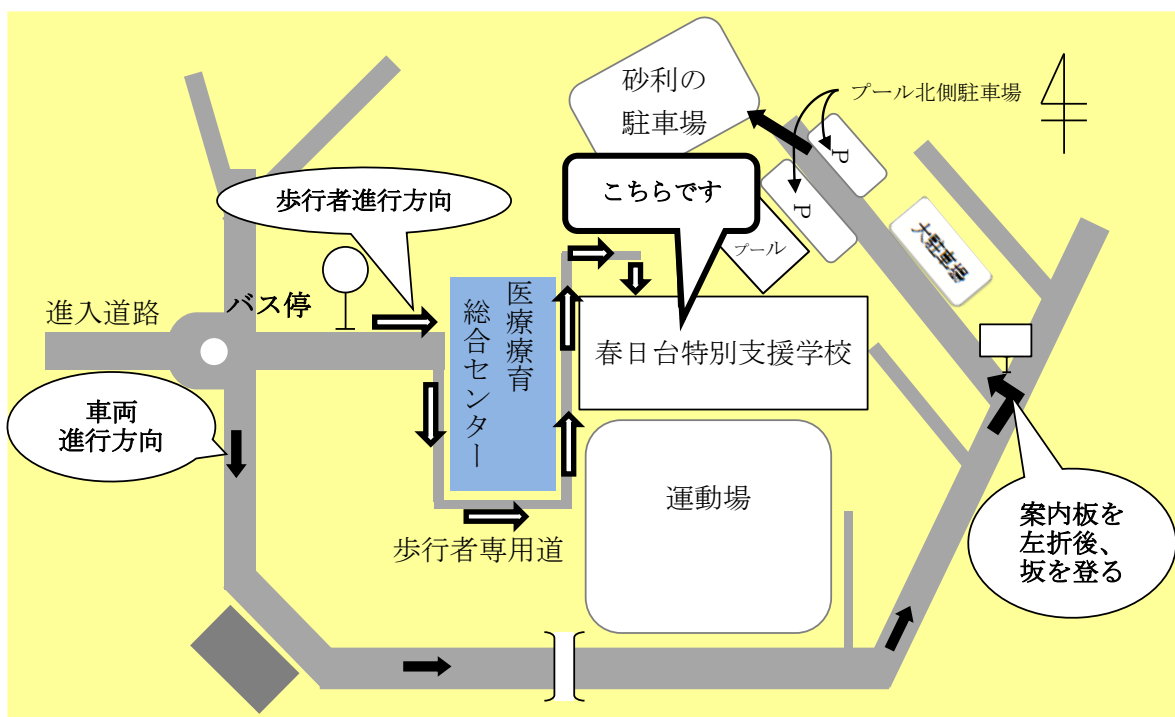 砂利の
駐車場
プール北側駐車場
P
P
こちらです
歩行者進行方向
大駐車場
プール
バス停
進入道路
医療療育
総合センター
春日台特別支援学校
車両
進行方向
運動場
案内板を
左折後、
坂を登る
歩行者専用道